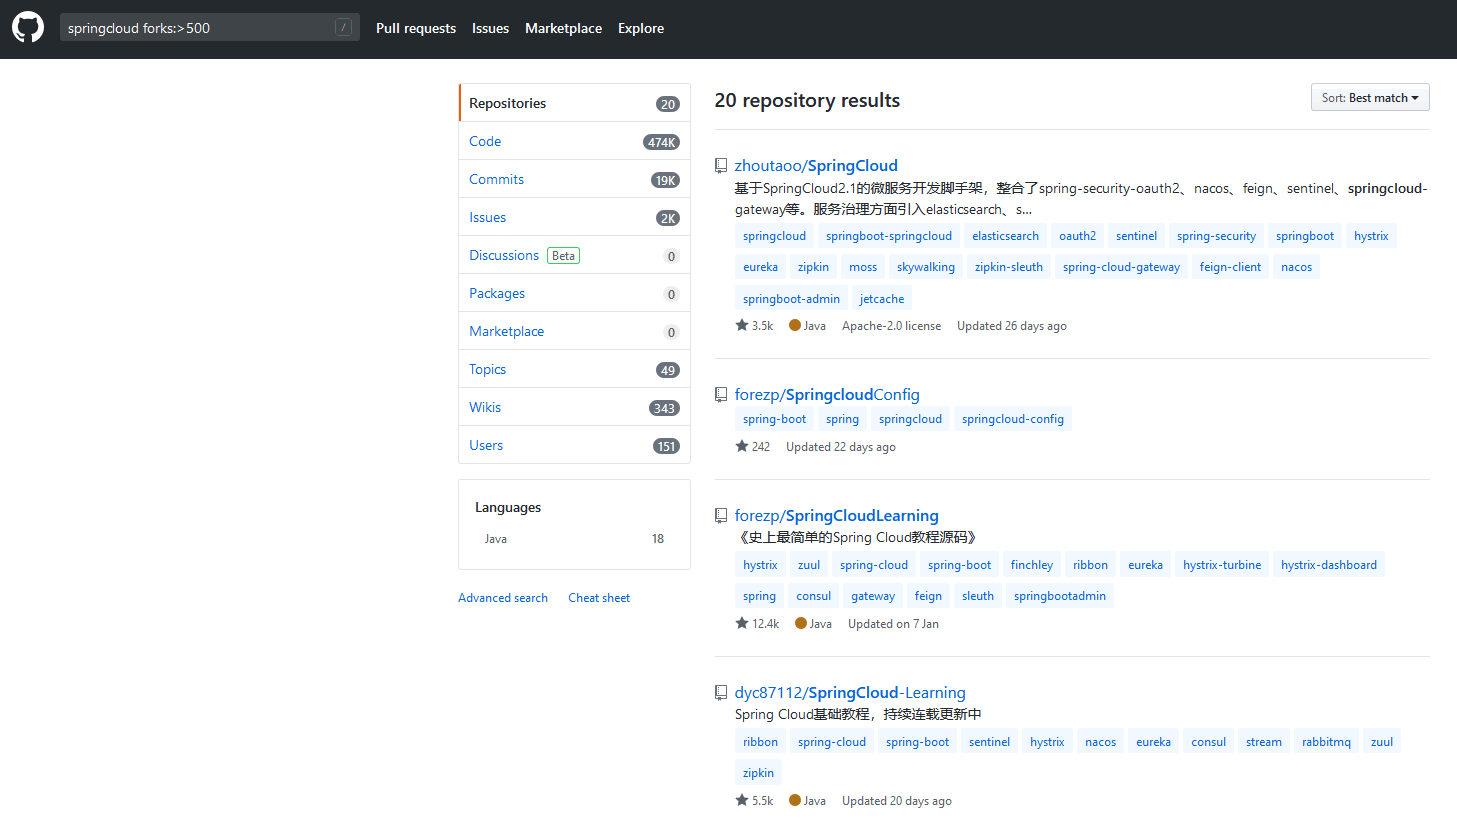 springcloud forks:>500 /
Pull requests Issues Marketplace Explore
Repositories 20
Code 474K
Commits 19K
Issues 2K
Discussions Beta 0
Packages 0
Marketplace 0
Topics 49
Wikis 343
Users 151
Languages
Java 18
Advanced search Cheat sheet
20 repository results
Sort: Best match
zhoutaoo/SpringCloud
基于SpringCloud2.1的微服务开发脚手架，整合了spring-security-oauth2、nacos、feign、sentinel、springcloud-
gateway等。服务治理方面引入elasticsearch、s...
springcloud springboot-springcloud elasticsearch oauth2 sentinel spring-security springboot hystrix
eureka zipkin moss skywalking zipkin-sleuth spring-cloud-gateway feign-client nacos
springboot-admin jetcache
3.5k Java Apache-2.0 license Updated 26 days ago
forezp/SpringcloudConfig
spring-boot spring springcloud springcloud-config
242 Updated 22 days ago
forezp/SpringCloudLearning
《史上最简单的Spring Cloud教程源码》
hystrix zuul spring-cloud spring-boot finchley ribbon eureka hystrix-turbine hystrix-dashboard
spring consul gateway feign sleuth springbootadmin
12.4k Java Updated on 7 Jan
dyc87112/SpringCloud-Learning
Spring Cloud基础教程，持续连载更新中
ribbon spring-cloud spring-boot sentinel hystrix nacos eureka consul stream rabbitmq zuul
zipkin
5.5k Java Updated 20 days ago